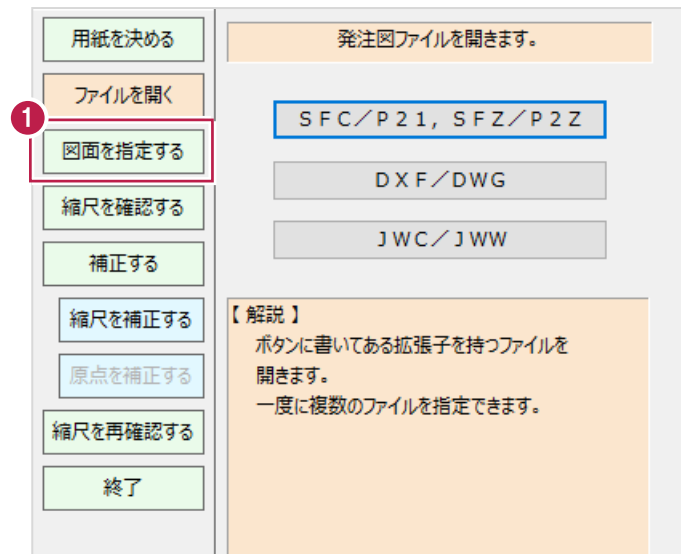 用紙を決める
発注図ファイルを開きます。
ファイルを開く
1
SFC/P21, SFZ/P2Z
図面を指定する
DXF/DWG
縮尺を確認する
JWC/JWW
補正する
縮尺を補正する
原点を補正する
縮尺を再確認する
終了
【 解説 】
ボタンに書いてある拡張子を持つファイルを
開きます。
一度に複数のファイルを指定できます。